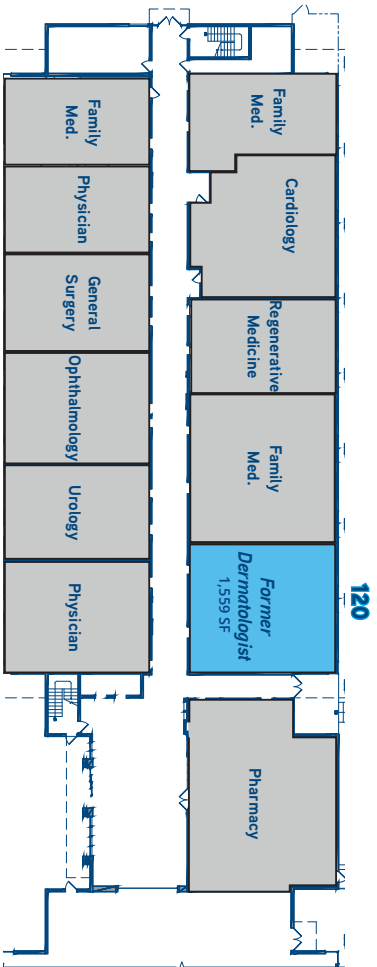 Family
Med.
Family
Med.
Cardiology
Physician
General
Surgery
Regenerative
Medicine
Ophthalmology
Family
Med.
Urology
Former
Dermatologist
1,559 SF
120
Physician
Pharmacy